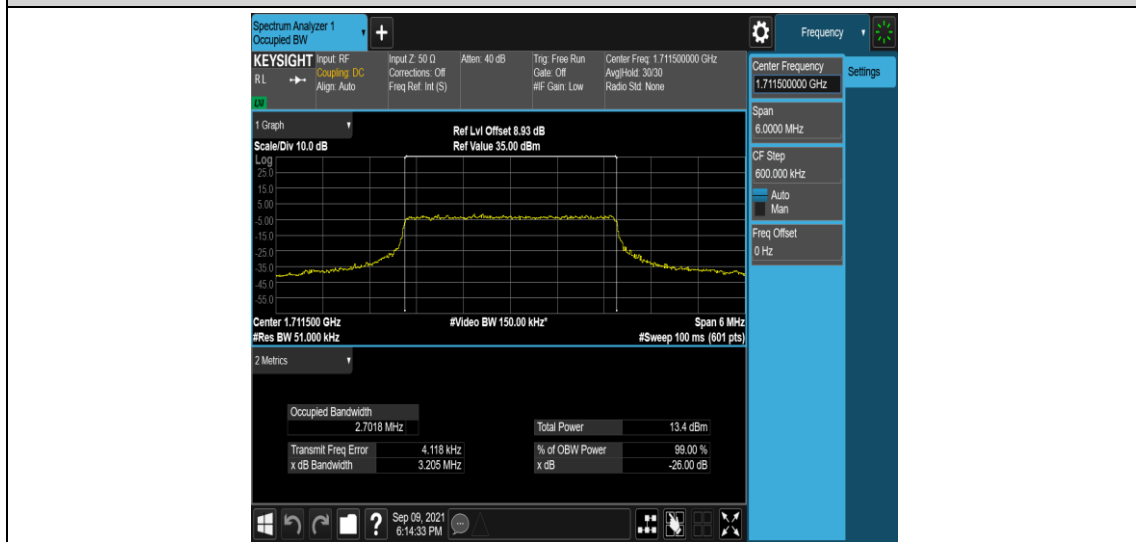 Spectrum Analyzer 1
Occupied BW
+
Frequency
KEYSIGHT
RL
Input: RF
Coupling: DC
Align: Auto
Input Z: 50 Ω
Corrections: Off
Freq Ref: Int (S)
Atten: 40 dB
Trig: Free Run
Gate: Off
#IF Gain: Low
Center Freq: 1.711500000 GHz
Avg|Hold: 30/30
Radio Std: None
1 Graph
Scale/Div 10.0 dB
Ref Lvl Offset 8.93 dB
Ref Value 35.00 dBm
Log
25.0
15.0
5.00
-5.00
-15.0
-25.0
-35.0
-45.0
-55.0
Center 1.711500 GHz
#Res BW 51.000 kHz
#Video BW 150.00 kHz*
Span 6 MHz
#Sweep 100 ms (601 pts)
2 Metrics
Occupied Bandwidth
2.7018 MHz
Total Power 13.4 dBm
Transmit Freq Error 4.118 kHz
% of OBW Power 99.00 %
x dB Bandwidth 3.205 MHz
x dB -26.00 dB
Center Frequency
1.711500000 GHz
Settings
Span
6.0000 MHz
CF Step
600.000 kHz
Auto
Man
Freq Offset
0 Hz
?
Sep 09, 2021
6:14:33 PM